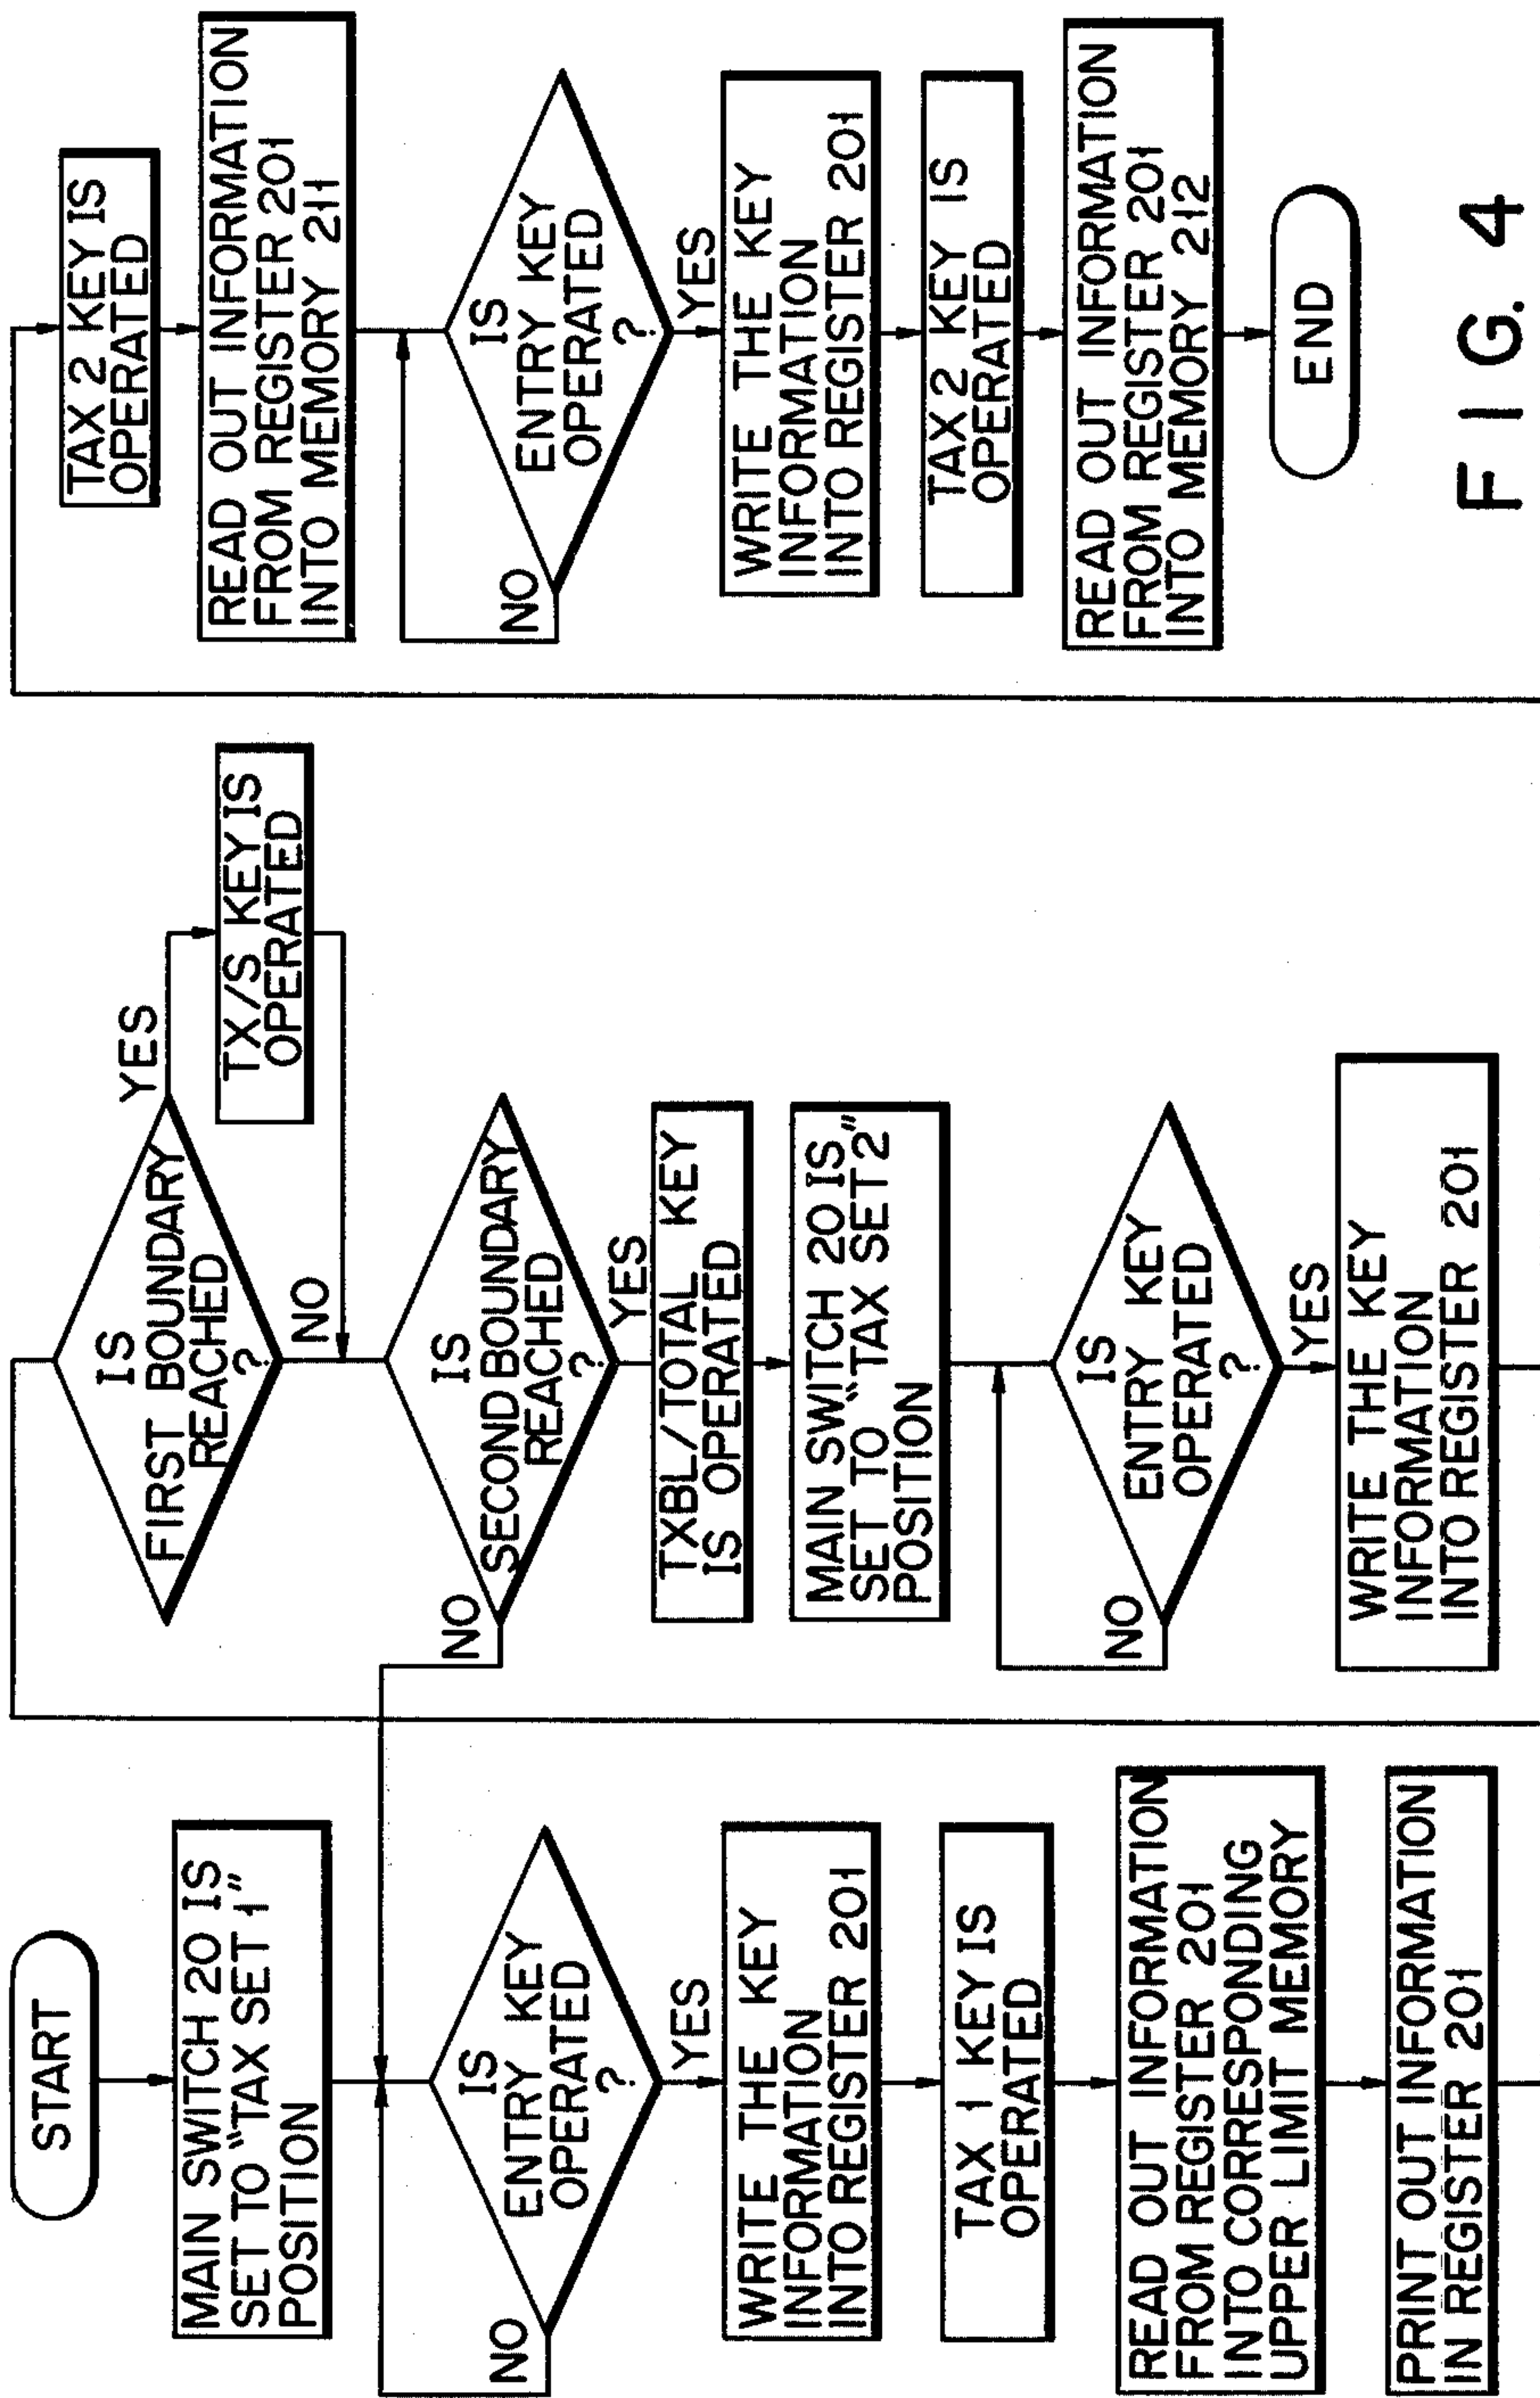 START
MAIN SWITCH 20 IS
SET TO "TAX SET 1"
POSITION
IS
ENTRY KEY
OPERATED
?
NO
YES
WRITE THE KEY
INFORMATION
INTO REGISTER 201
TAX 1 KEY IS
OPERATED
READ OUT INFORMATION
FROM REGISTER 201
INTO CORRESPONDING
UPPER LIMIT MEMORY
PRINT OUT INFORMATION
IN REGISTER 201
IS
FIRST BOUNDARY
REACHED
?
YES
NO
TX/S KEY IS
OPERATED
IS
SECOND BOUNDARY
REACHED
?
NO
YES
TXBL/TOTAL KEY
IS OPERATED
MAIN SWITCH 20 IS
SET TO "TAX SET 2"
POSITION
IS
ENTRY KEY
OPERATED
?
NO
YES
WRITE THE KEY
INFORMATION
INTO REGISTER 201
TAX 2 KEY IS
OPERATED
READ OUT INFORMATION
FROM REGISTER 201
INTO MEMORY 211
IS
ENTRY KEY
OPERATED
?
NO
YES
WRITE THE KEY
INFORMATION
INTO REGISTER 201
TAX 2 KEY IS
OPERATED
READ OUT INFORMATION
FROM REGISTER 201
INTO MEMORY 212
END
FIG. 4